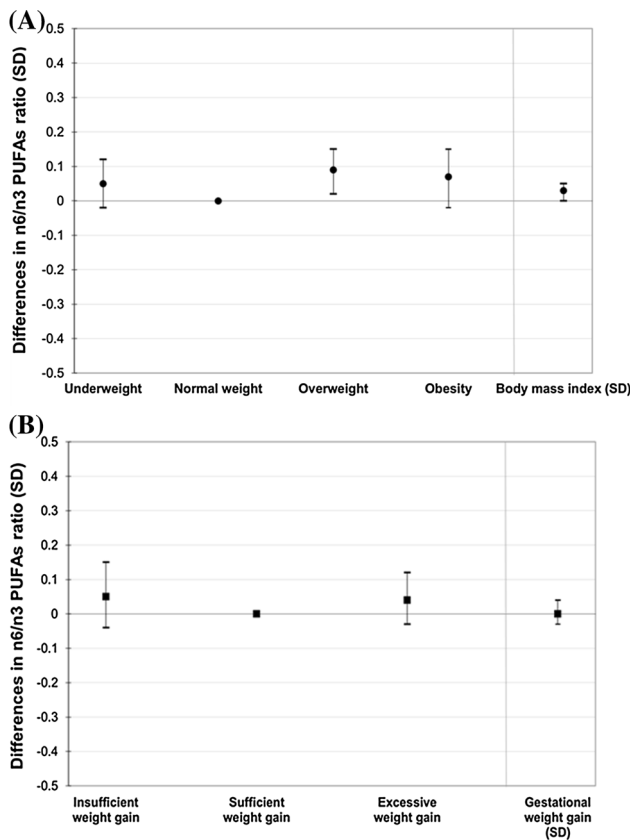 (A)
Differences in n6/n3 PUFAs ratio (SD)
0.5
0.4
0.3
0.2
0.1
0
-0.1
-0.2
-0.3
-0.4
-0.5
Underweight Normal weight Overweight Obesity Body mass index (SD)
(B)
Differences in n6/n3 PUFAs ratio (SD)
0.5
0.4
0.3
0.2
0.1
0
-0.1
-0.2
-0.3
-0.4
-0.5
Insufficient Sufficient Excessive Gestational
weight gain weight gain weight gain weight gain
(SD)